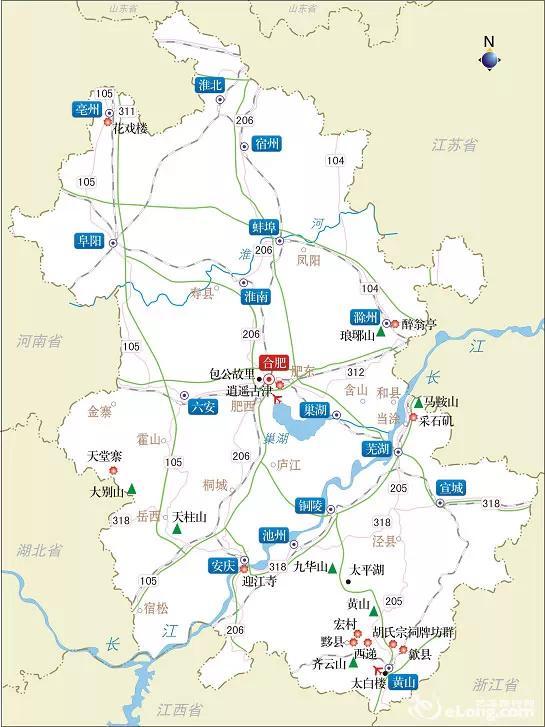 山东省
山东省
N
淮北
105
亳州
311
花戏楼
206
宿州
江苏省
104
105
104
阜阳
蚌埠
河
206
凤阳
淮
淮南
寿县
滁州
醉翁亭
琅琊山
河南省
江
105
206
合肥
包公故里
肥东
312
长
逍遥古津
含山
和县
马鞍山
金寨
六安
肥西
巢湖
当涂
采石矶
霍山
巢湖
芜湖
天堂寨
105
206
庐江
205
大别山
桐城
宣城
318
318
岳西
天柱山
铜陵
318
池州
泾县
湖北省
安庆
318
九华山
太平湖
迎江寺
105
黄山
205
宿松
长
江
206
宏村
胡氏宗祠牌坊群
黟县
西递
歙县
齐云山
太白楼
黄山
江西省
浙江省
eLong.com